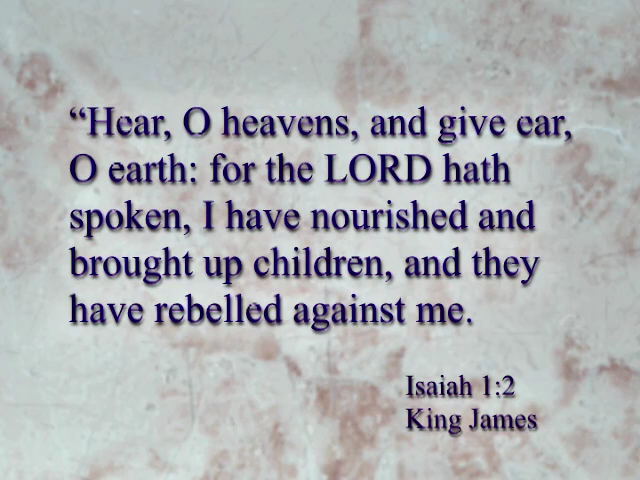 “Hear, O heavens, and give ear,
O earth: for the LORD hath
spoken, I have nourished and
brought up children, and they
have rebelled against me.
Isaiah 1:2
King James